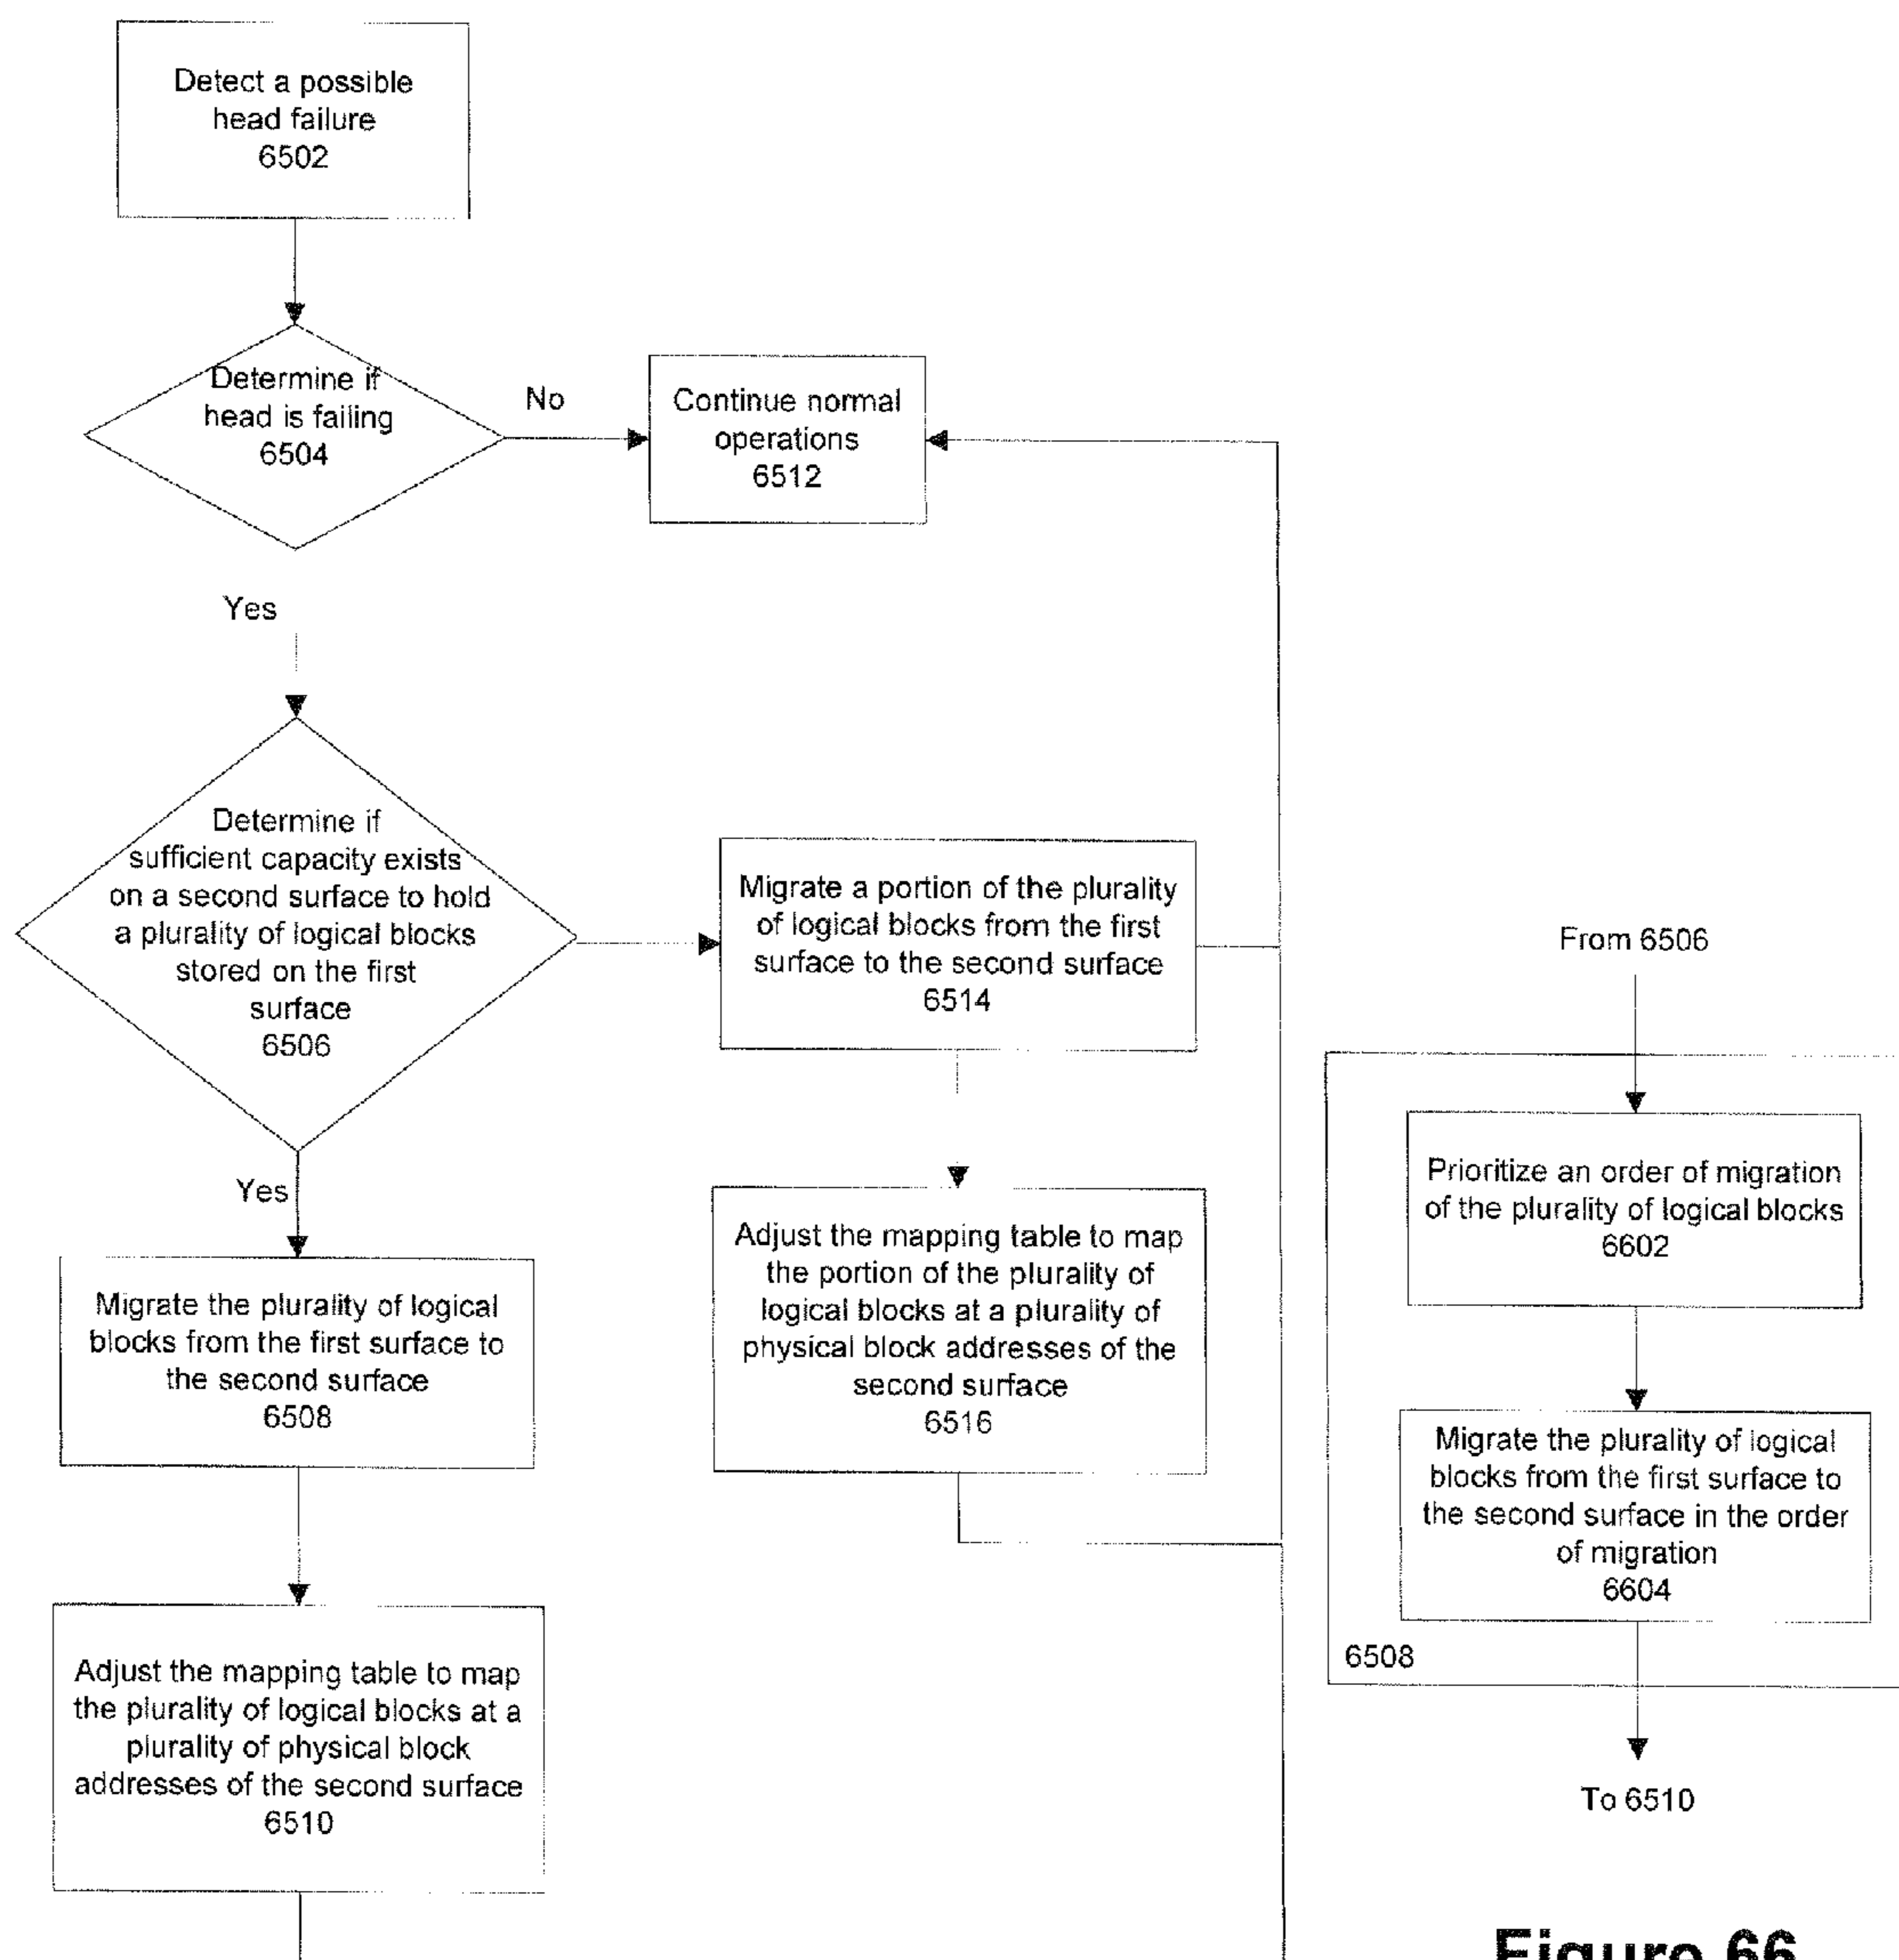 Detect a possible
head failure
6502
Determine if
head is failing
6504
No
Continue normal
operations
6512
Yes
Determine if
sufficient capacity exists
on a second surface to hold
a plurality of logical blocks
stored on the first
surface
6506
Migrate a portion of the plurality
of logical blocks from the first
surface to the second surface
6514
Yes
Migrate the plurality of logical
blocks from the first surface to
the second surface
6508
Adjust the mapping table to map
the portion of the plurality of
logical blocks at a plurality of
physical block addresses of the
second surface
6516
Adjust the mapping table to map
the plurality of logical blocks at a
plurality of physical block
addresses of the second surface
6510
From 6506
Prioritize an order of migration
of the plurality of logical blocks
6602
Migrate the plurality of logical
blocks from the first surface to
the second surface in the order
of migration
6604
6508
To 6510
Figure 66